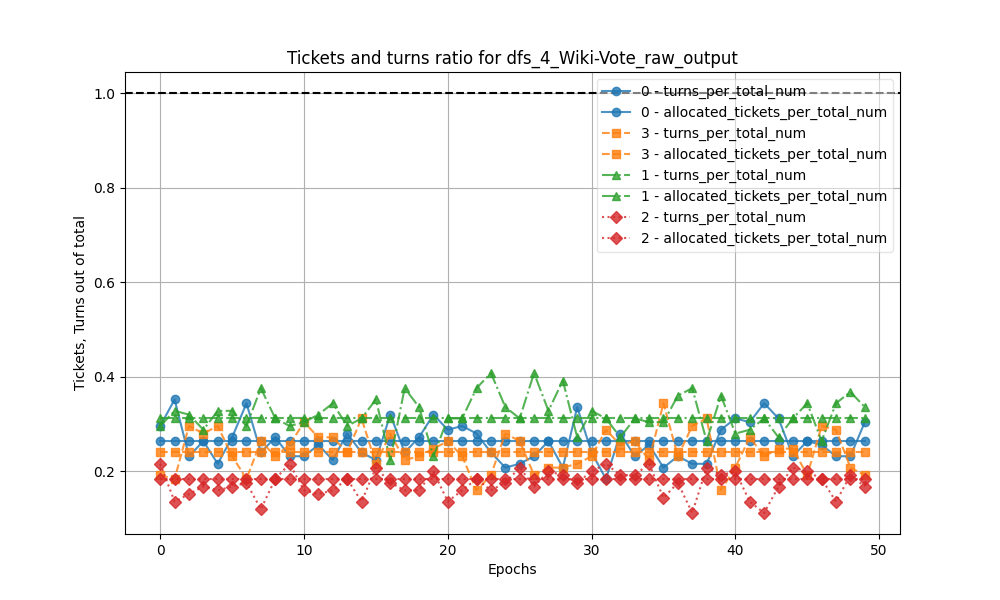 Tickets and turns ratio for dfs_4_Wiki-Vote_raw_output
1.0
0.8
0.6
0.4
0.2
Tickets, Turns out of total
0 - turns_per_total_num
0 - allocated_tickets_per_total_num
3 - turns_per_total_num
3 - allocated_tickets_per_total_num
1 - turns_per_total_num
1 - allocated_tickets_per_total_num
2 - turns_per_total_num
2 - allocated_tickets_per_total_num
0 10 20 30 40 50
Epochs